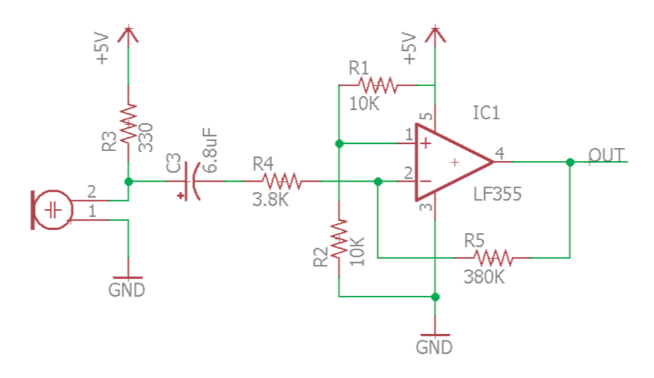 +5V
+5V
R1
10K
IC1
R3
330
C3
6.8uF
R4
3.8K
5
1
+
2
-
3
4
OUT
LF355
2
1
R2
10K
R5
380K
GND
GND